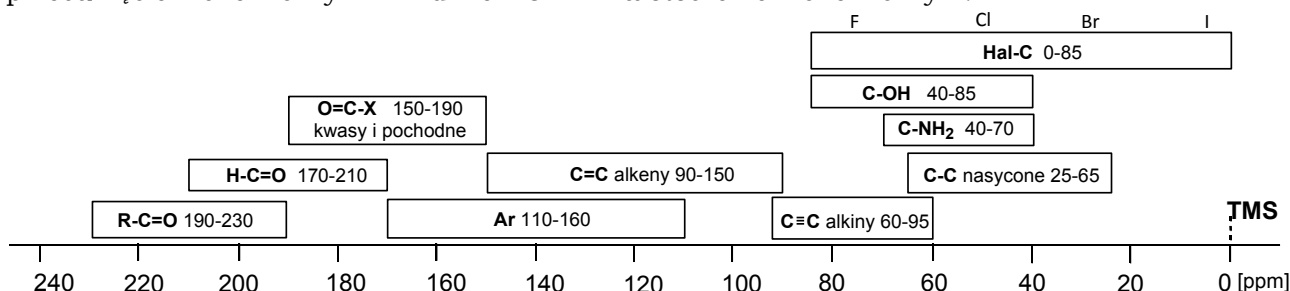 F Cl Br I
Hal-C 0-85
C-OH 40-85
O=C-X 150-190
kwasy i pochodne
C-NH₂ 40-70
H-C=O 170-210
C=C alkeny 90-150
C-C nasycone 25-65
R-C=O 190-230
Ar 110-160
C≡C alkiny 60-95
TMS
240 220 200 180 160 140 120 100 80 60 40 20 0 [ppm]